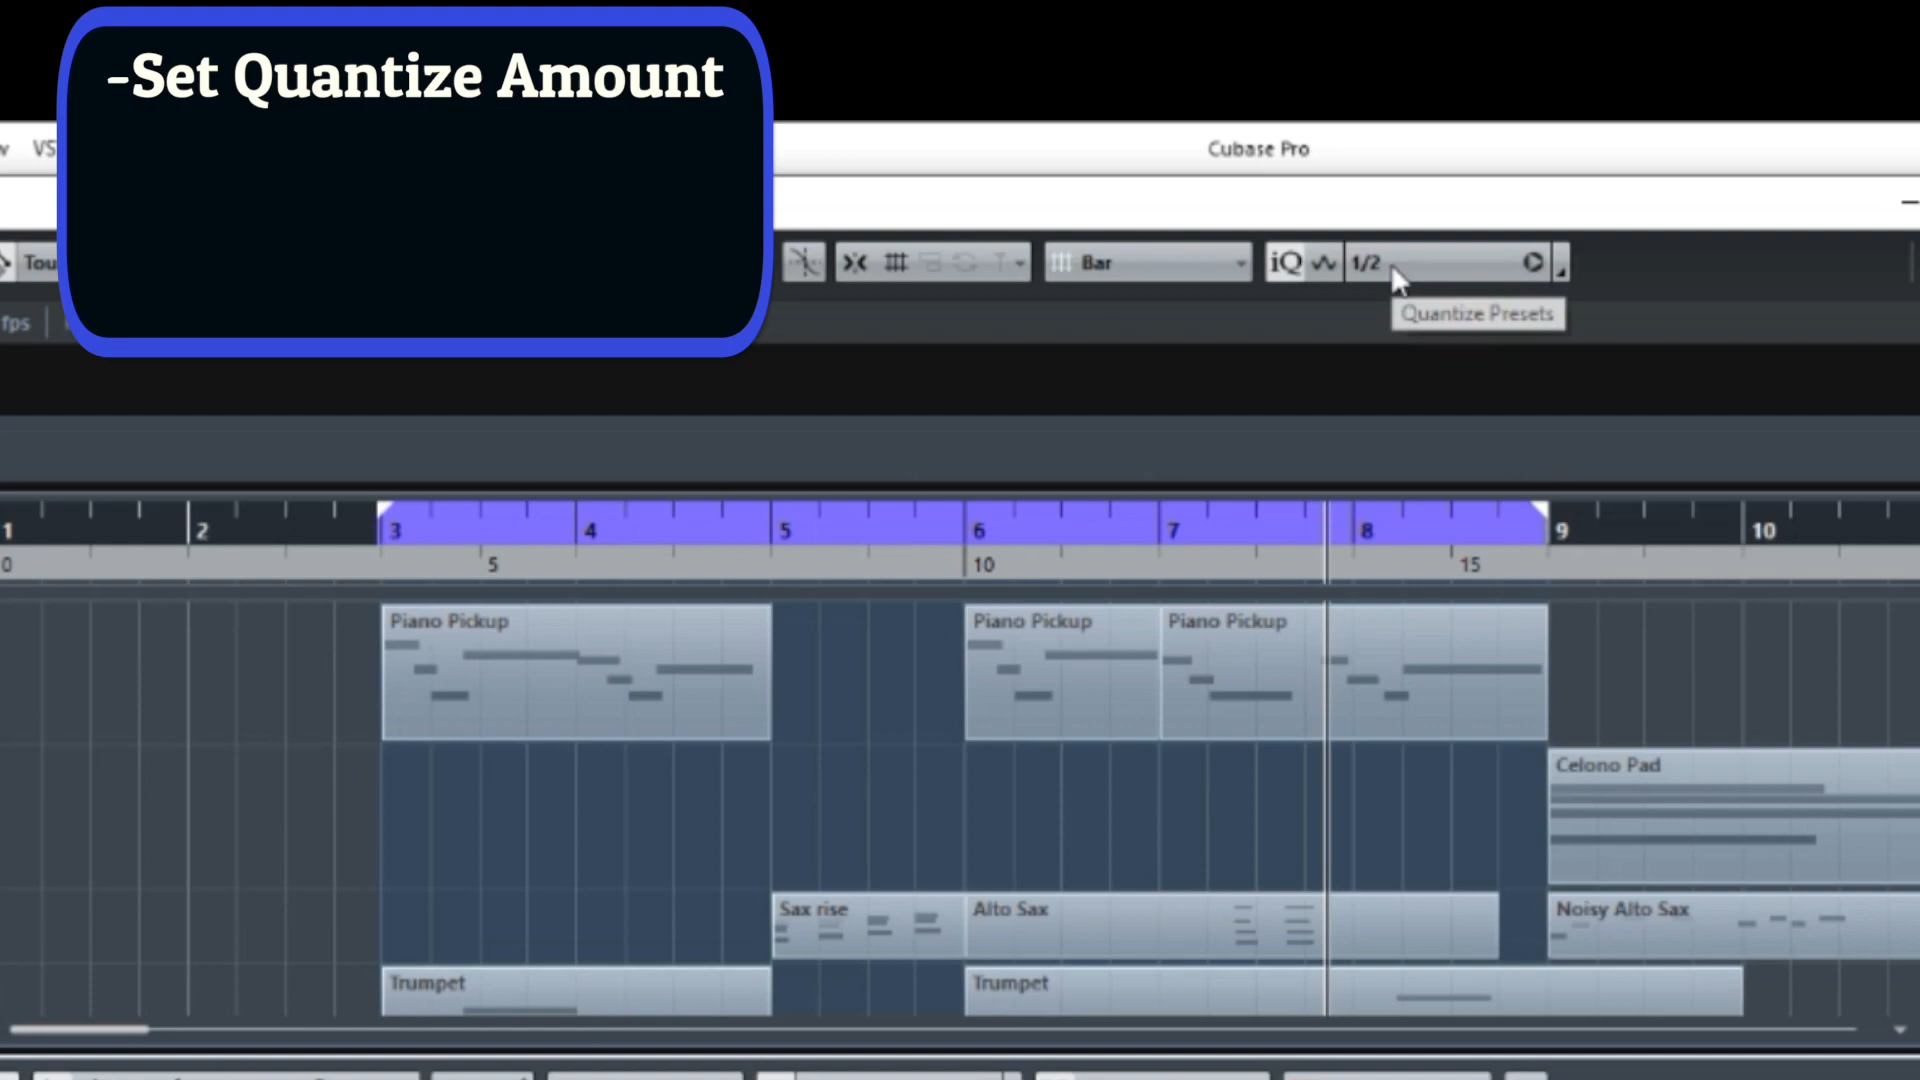 -Set Quantize Amount
VS
Cubase Pro
Tou
Bar
iQ
1/2
Quantize Presets
fps
1 2 3 4 5 6 7 8 9 10
0 5 10 15
Piano Pickup
Piano Pickup
Piano Pickup
Celono Pad
Sax rise
Alto Sax
Noisy Alto Sax
Trumpet
Trumpet